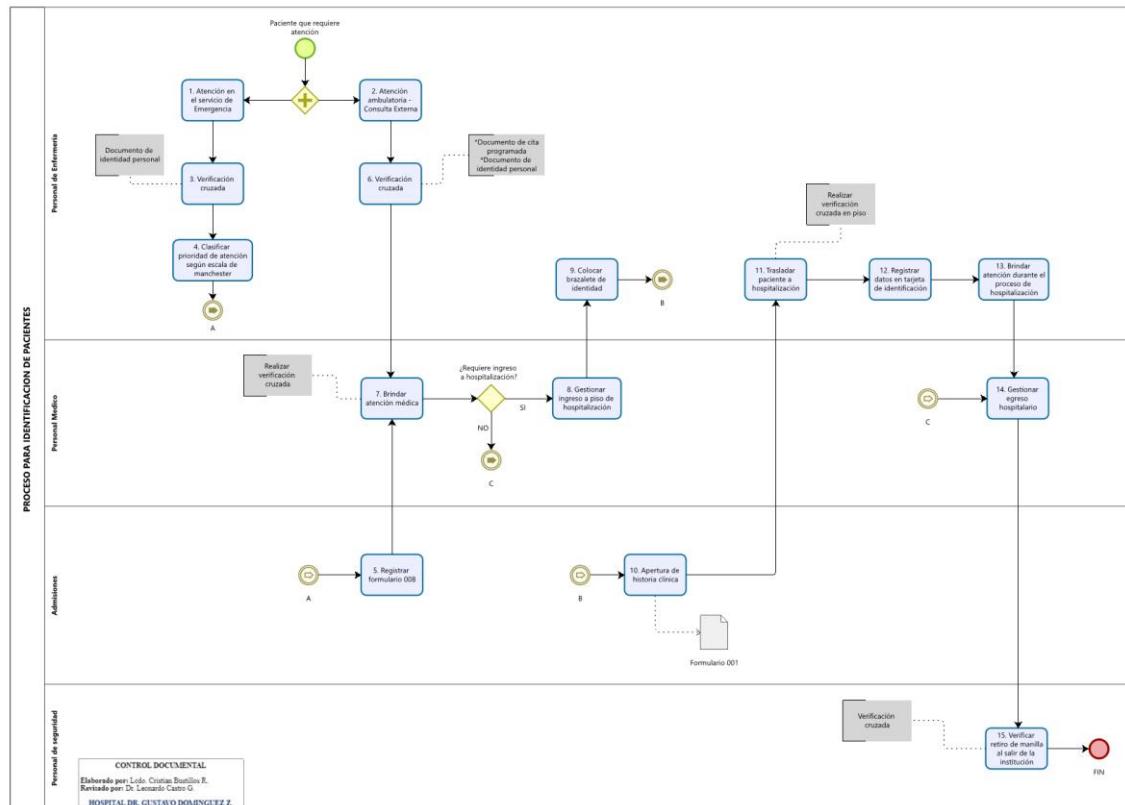 PROCESO PARA IDENTIFICACION DE PACIENTES
Personal de Enfermería
Paciente que requiere
atención
1. Atención en
el servicio de
Emergencia
2. Atención
ambulatoria -
Consulta Externa
Documento de
identidad personal
3. Verificación
cruzada
*Documento de cita
programada
*Documento de
identidad personal
6. Verificación
cruzada
4. Clasificar
prioridad de atención
según escala de
manchester
A
9. Colocar
brazalete de
identidad
B
Realizar
verificación
cruzada en piso
11. Trasladar
paciente a
hospitalización
12. Registrar
datos en tarjeta
de identificación
13. Brindar
atención durante el
proceso de
hospitalización
Personal Medico
Realizar
verificación
cruzada
7. Brindar
atención médica
¿Requiere ingreso
a hospitalización?
SI
NO
C
8. Gestionar
ingreso a piso de
hospitalización
C
14. Gestionar
egreso
hospitalario
Admisiones
A
5. Registrar
formulario 008
B
10. Apertura de
historia clínica
Formulario 001
Personal de seguridad
Verificación
cruzada
15. Verificar
retiro de manilla
al salir de la
institución
FIN
CONTROL DOCUMENTAL
Elaborado por: Lcdo. Cristian Bustillos R.
Revizado por: Dr. Leonardo Castro G.
HOSPITAL DR. GUSTAVO DOMINGUEZ Z.